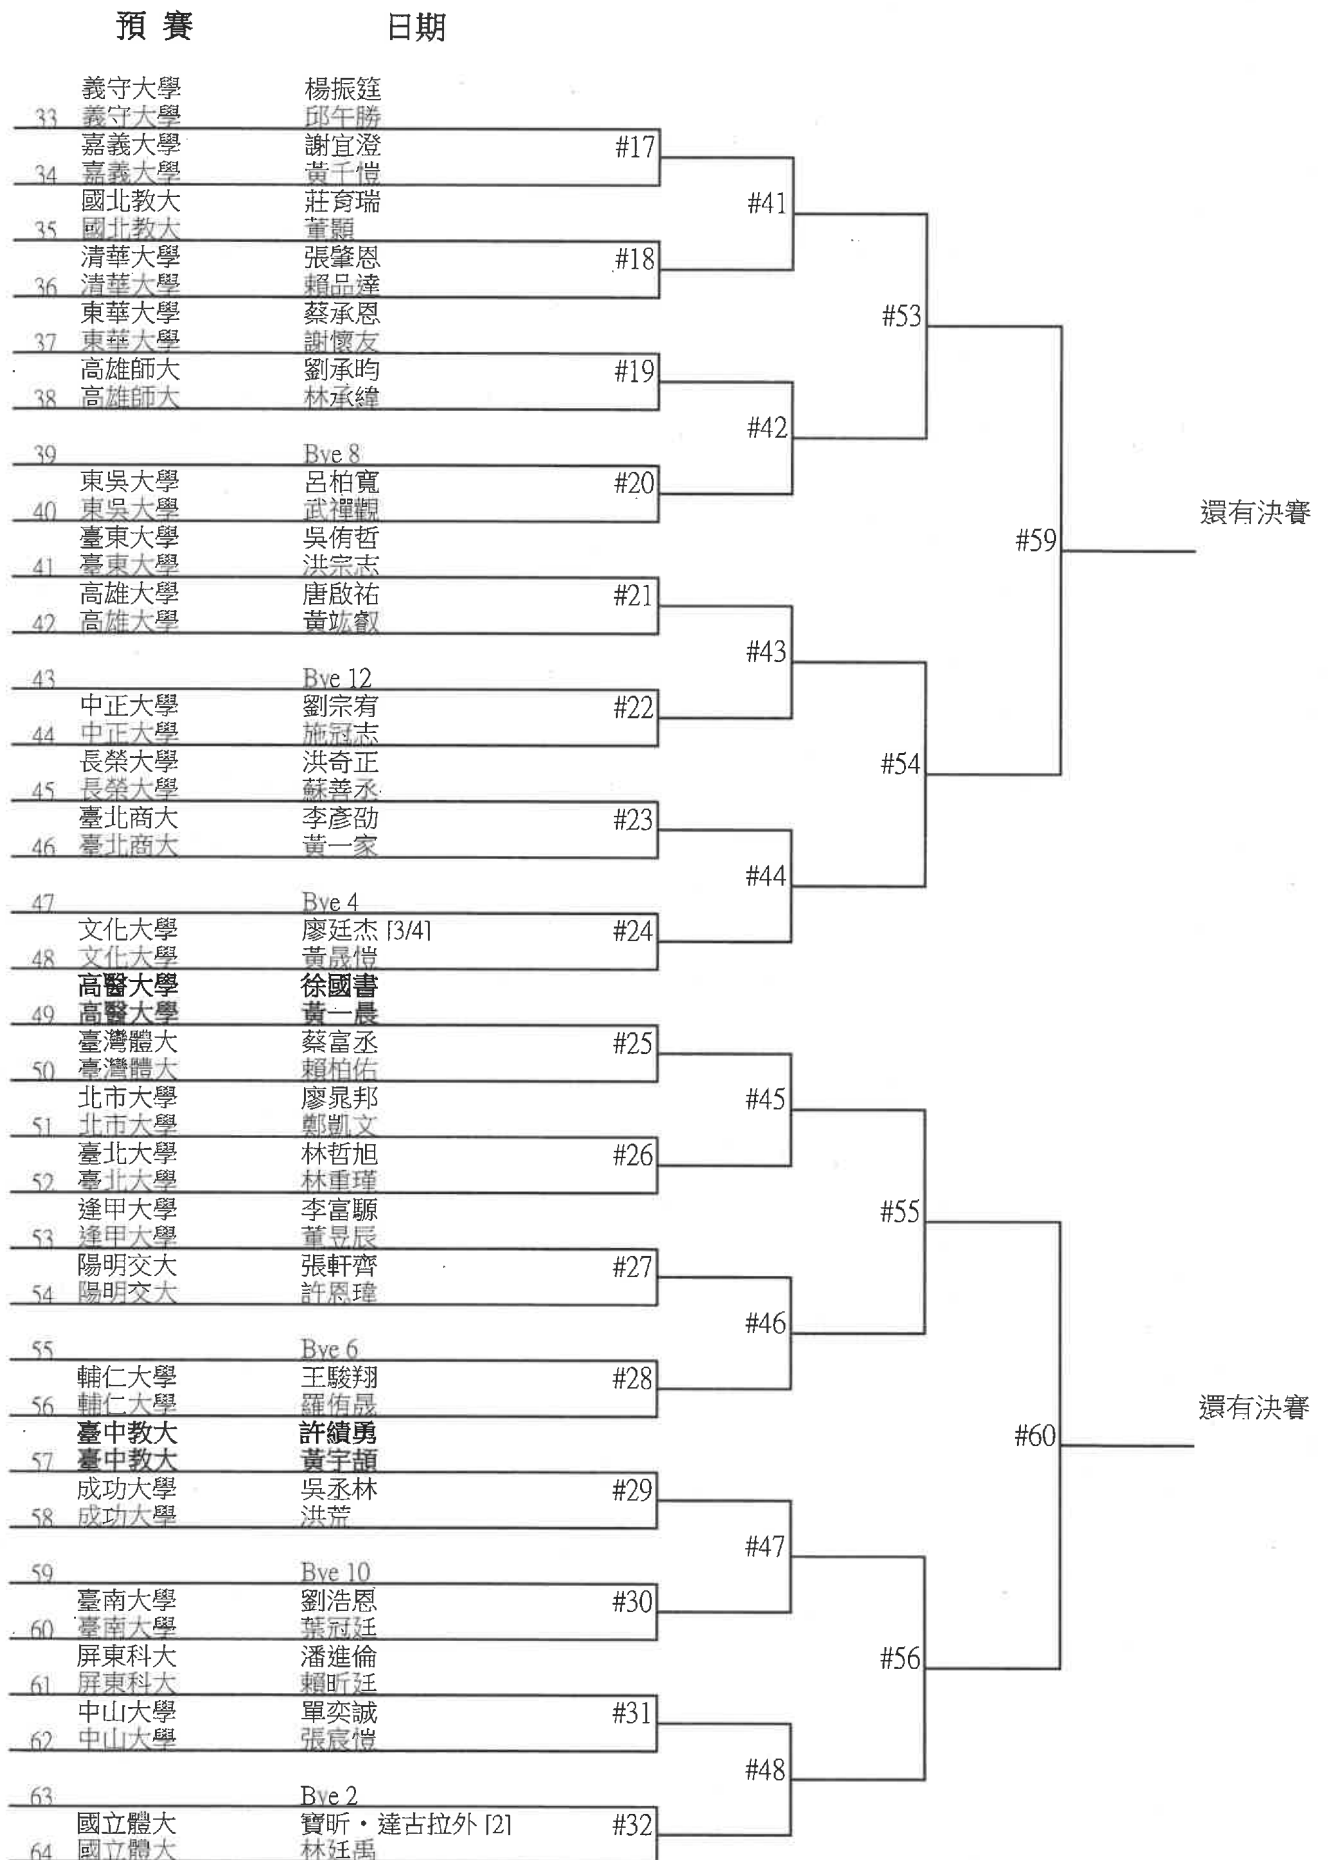 預 賽 日期
義守大學 楊振筳
33 義守大學 邱午勝
嘉義大學 謝宜澄 #17
34 嘉義大學 黃千愷
國北教大 莊育瑞 #41
35 國北教大 董顥
清華大學 張肇恩 #18
36 清華大學 賴品達
東華大學 蔡承恩 #53
37 東華大學 謝懷友
高雄師大 劉承昀 #19
38 高雄師大 林承緯
#42
39 Bye 8
東吳大學 呂柏寬 #20
40 東吳大學 武禪觀 還有決賽
臺東大學 吳侑哲 #59
41 臺東大學 洪宗志
高雄大學 唐啟祐 #21
42 高雄大學 黃竑叡
#43
43 Bye 12
中正大學 劉宗宥 #22
44 中正大學 施冠志
長榮大學 洪奇正 #54
45 長榮大學 蘇善丞
臺北商大 李彥劭 #23
46 臺北商大 黃一家
#44
47 Bye 4
文化大學 廖廷杰 [3/4] #24
48 文化大學 黃晟愷
高醫大學 徐國書
49 高醫大學 黃一晨
臺灣體大 蔡富丞 #25
50 臺灣體大 賴柏佑
北市大學 廖晁邦 #45
51 北市大學 鄭凱文
臺北大學 林哲旭 #26
52 臺北大學 林重瑾
逢甲大學 李富騵 #55
53 逢甲大學 董昱辰
陽明交大 張軒齊 #27
54 陽明交大 許恩瑋
#46
55 Bye 6
輔仁大學 王駿翔 #28
56 輔仁大學 羅侑晟 還有決賽
臺中教大 許績勇 #60
57 臺中教大 黃宇頡
成功大學 吳丞林 #29
58 成功大學 洪荒
#47
59 Bye 10
臺南大學 劉浩恩 #30
60 臺南大學 葉冠廷
屏東科大 潘進倫 #56
61 屏東科大 賴昕廷
中山大學 單奕誠 #31
62 中山大學 張宸愷
#48
63 Bye 2
國立體大 寶昕・達古拉外 [2] #32
64 國立體大 林廷禹